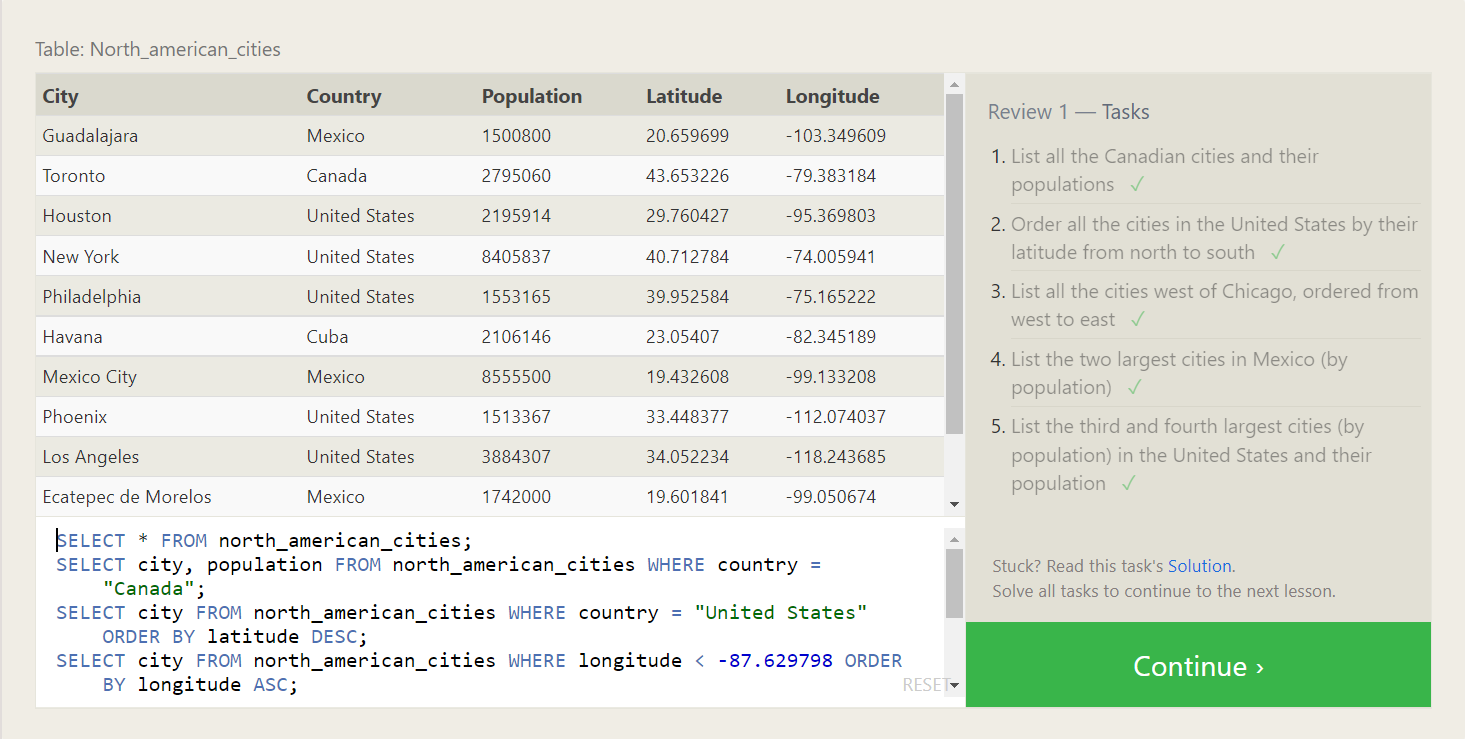 Table: North_american_cities
City Country Population Latitude Longitude
Guadalajara Mexico 1500800 20.659699 -103.349609
Toronto Canada 2795060 43.653226 -79.383184
Houston United States 2195914 29.760427 -95.369803
New York United States 8405837 40.712784 -74.005941
Philadelphia United States 1553165 39.952584 -75.165222
Havana Cuba 2106146 23.05407 -82.345189
Mexico City Mexico 8555500 19.432608 -99.133208
Phoenix United States 1513367 33.448377 -112.074037
Los Angeles United States 3884307 34.052234 -118.243685
Ecatepec de Morelos Mexico 1742000 19.601841 -99.050674
SELECT * FROM north_american_cities;
SELECT city, population FROM north_american_cities WHERE country =
"Canada";
SELECT city FROM north_american_cities WHERE country = "United States"
ORDER BY latitude DESC;
SELECT city FROM north_american_cities WHERE longitude < -87.629798 ORDER
BY longitude ASC;
RESET
Review 1 — Tasks
1. List all the Canadian cities and their
populations ✓
2. Order all the cities in the United States by their
latitude from north to south ✓
3. List all the cities west of Chicago, ordered from
west to east ✓
4. List the two largest cities in Mexico (by
population) ✓
5. List the third and fourth largest cities (by
population) in the United States and their
population ✓
Stuck? Read this task's Solution.
Solve all tasks to continue to the next lesson.
Continue ›